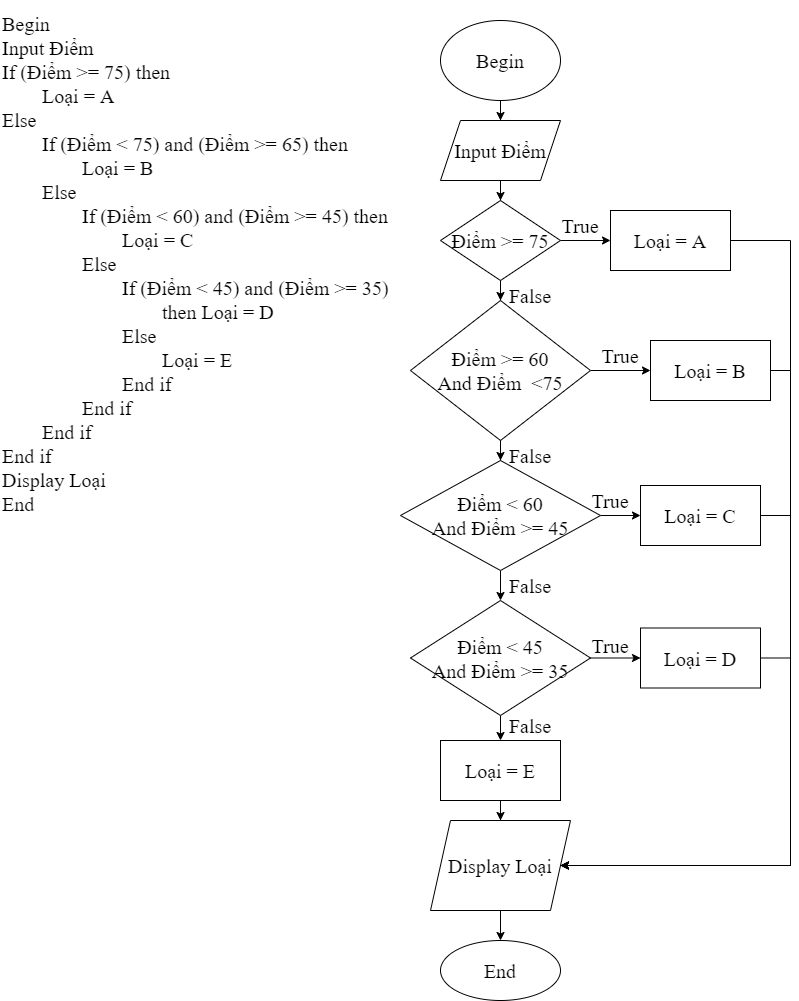 Begin
Input Điểm
If (Điểm >= 75) then
Loại = A
Else
If (Điểm < 75) and (Điểm >= 65) then
Loại = B
Else
If (Điểm < 60) and (Điểm >= 45) then
Loại = C
Else
If (Điểm < 45) and (Điểm >= 35)
then Loại = D
Else
Loại = E
End if
End if
End if
End if
Display Loại
End
Begin
Input Điểm
Điểm >= 75
True
Loại = A
False
Điểm >= 60
And Điểm <75
True
Loại = B
False
Điểm < 60
And Điểm >= 45
True
Loại = C
False
Điểm < 45
And Điểm >= 35
True
Loại = D
False
Loại = E
Display Loại
End